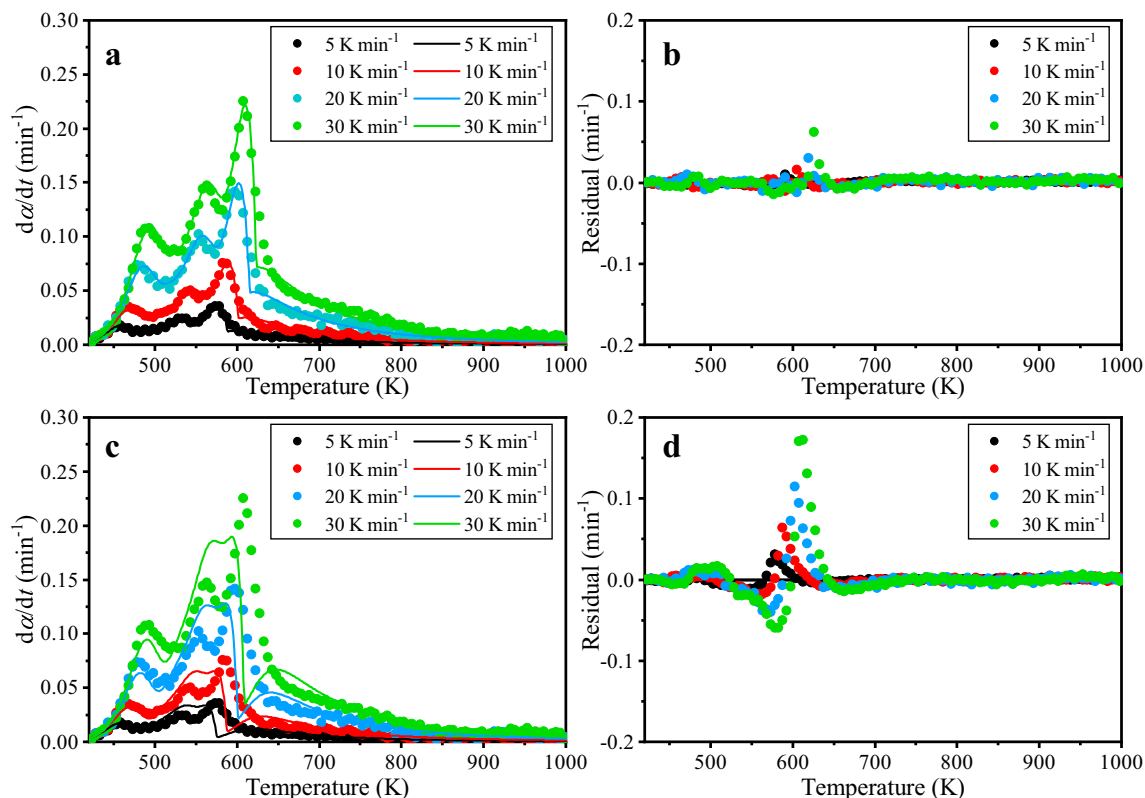 a
5 K min⁻¹ 5 K min⁻¹
10 K min⁻¹ 10 K min⁻¹
20 K min⁻¹ 20 K min⁻¹
30 K min⁻¹ 30 K min⁻¹
dα/dt (min⁻¹)
0.30
0.25
0.20
0.15
0.10
0.05
0.00
500 600 700 800 900 1000
Temperature (K)
b
5 K min⁻¹
10 K min⁻¹
20 K min⁻¹
30 K min⁻¹
Residual (min⁻¹)
0.2
0.1
0.0
-0.1
-0.2
500 600 700 800 900 1000
Temperature (K)
c
5 K min⁻¹ 5 K min⁻¹
10 K min⁻¹ 10 K min⁻¹
20 K min⁻¹ 20 K min⁻¹
30 K min⁻¹ 30 K min⁻¹
dα/dt (min⁻¹)
0.30
0.25
0.20
0.15
0.10
0.05
0.00
500 600 700 800 900 1000
Temperature (K)
d
5 K min⁻¹
10 K min⁻¹
20 K min⁻¹
30 K min⁻¹
Residual (min⁻¹)
0.2
0.1
0.0
-0.1
-0.2
500 600 700 800 900 1000
Temperature (K)